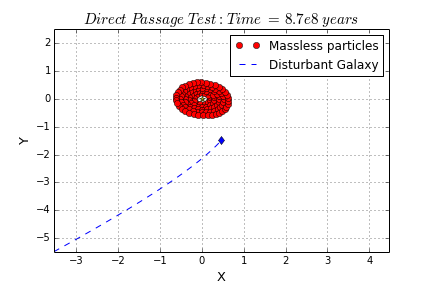 Direct Passage Test : Time = 8.7e8 years
Massless particles
Disturbant Galaxy
2
1
0
−1
−2
−3
−4
−5
Y
−3 −2 −1 0 1 2 3 4
X